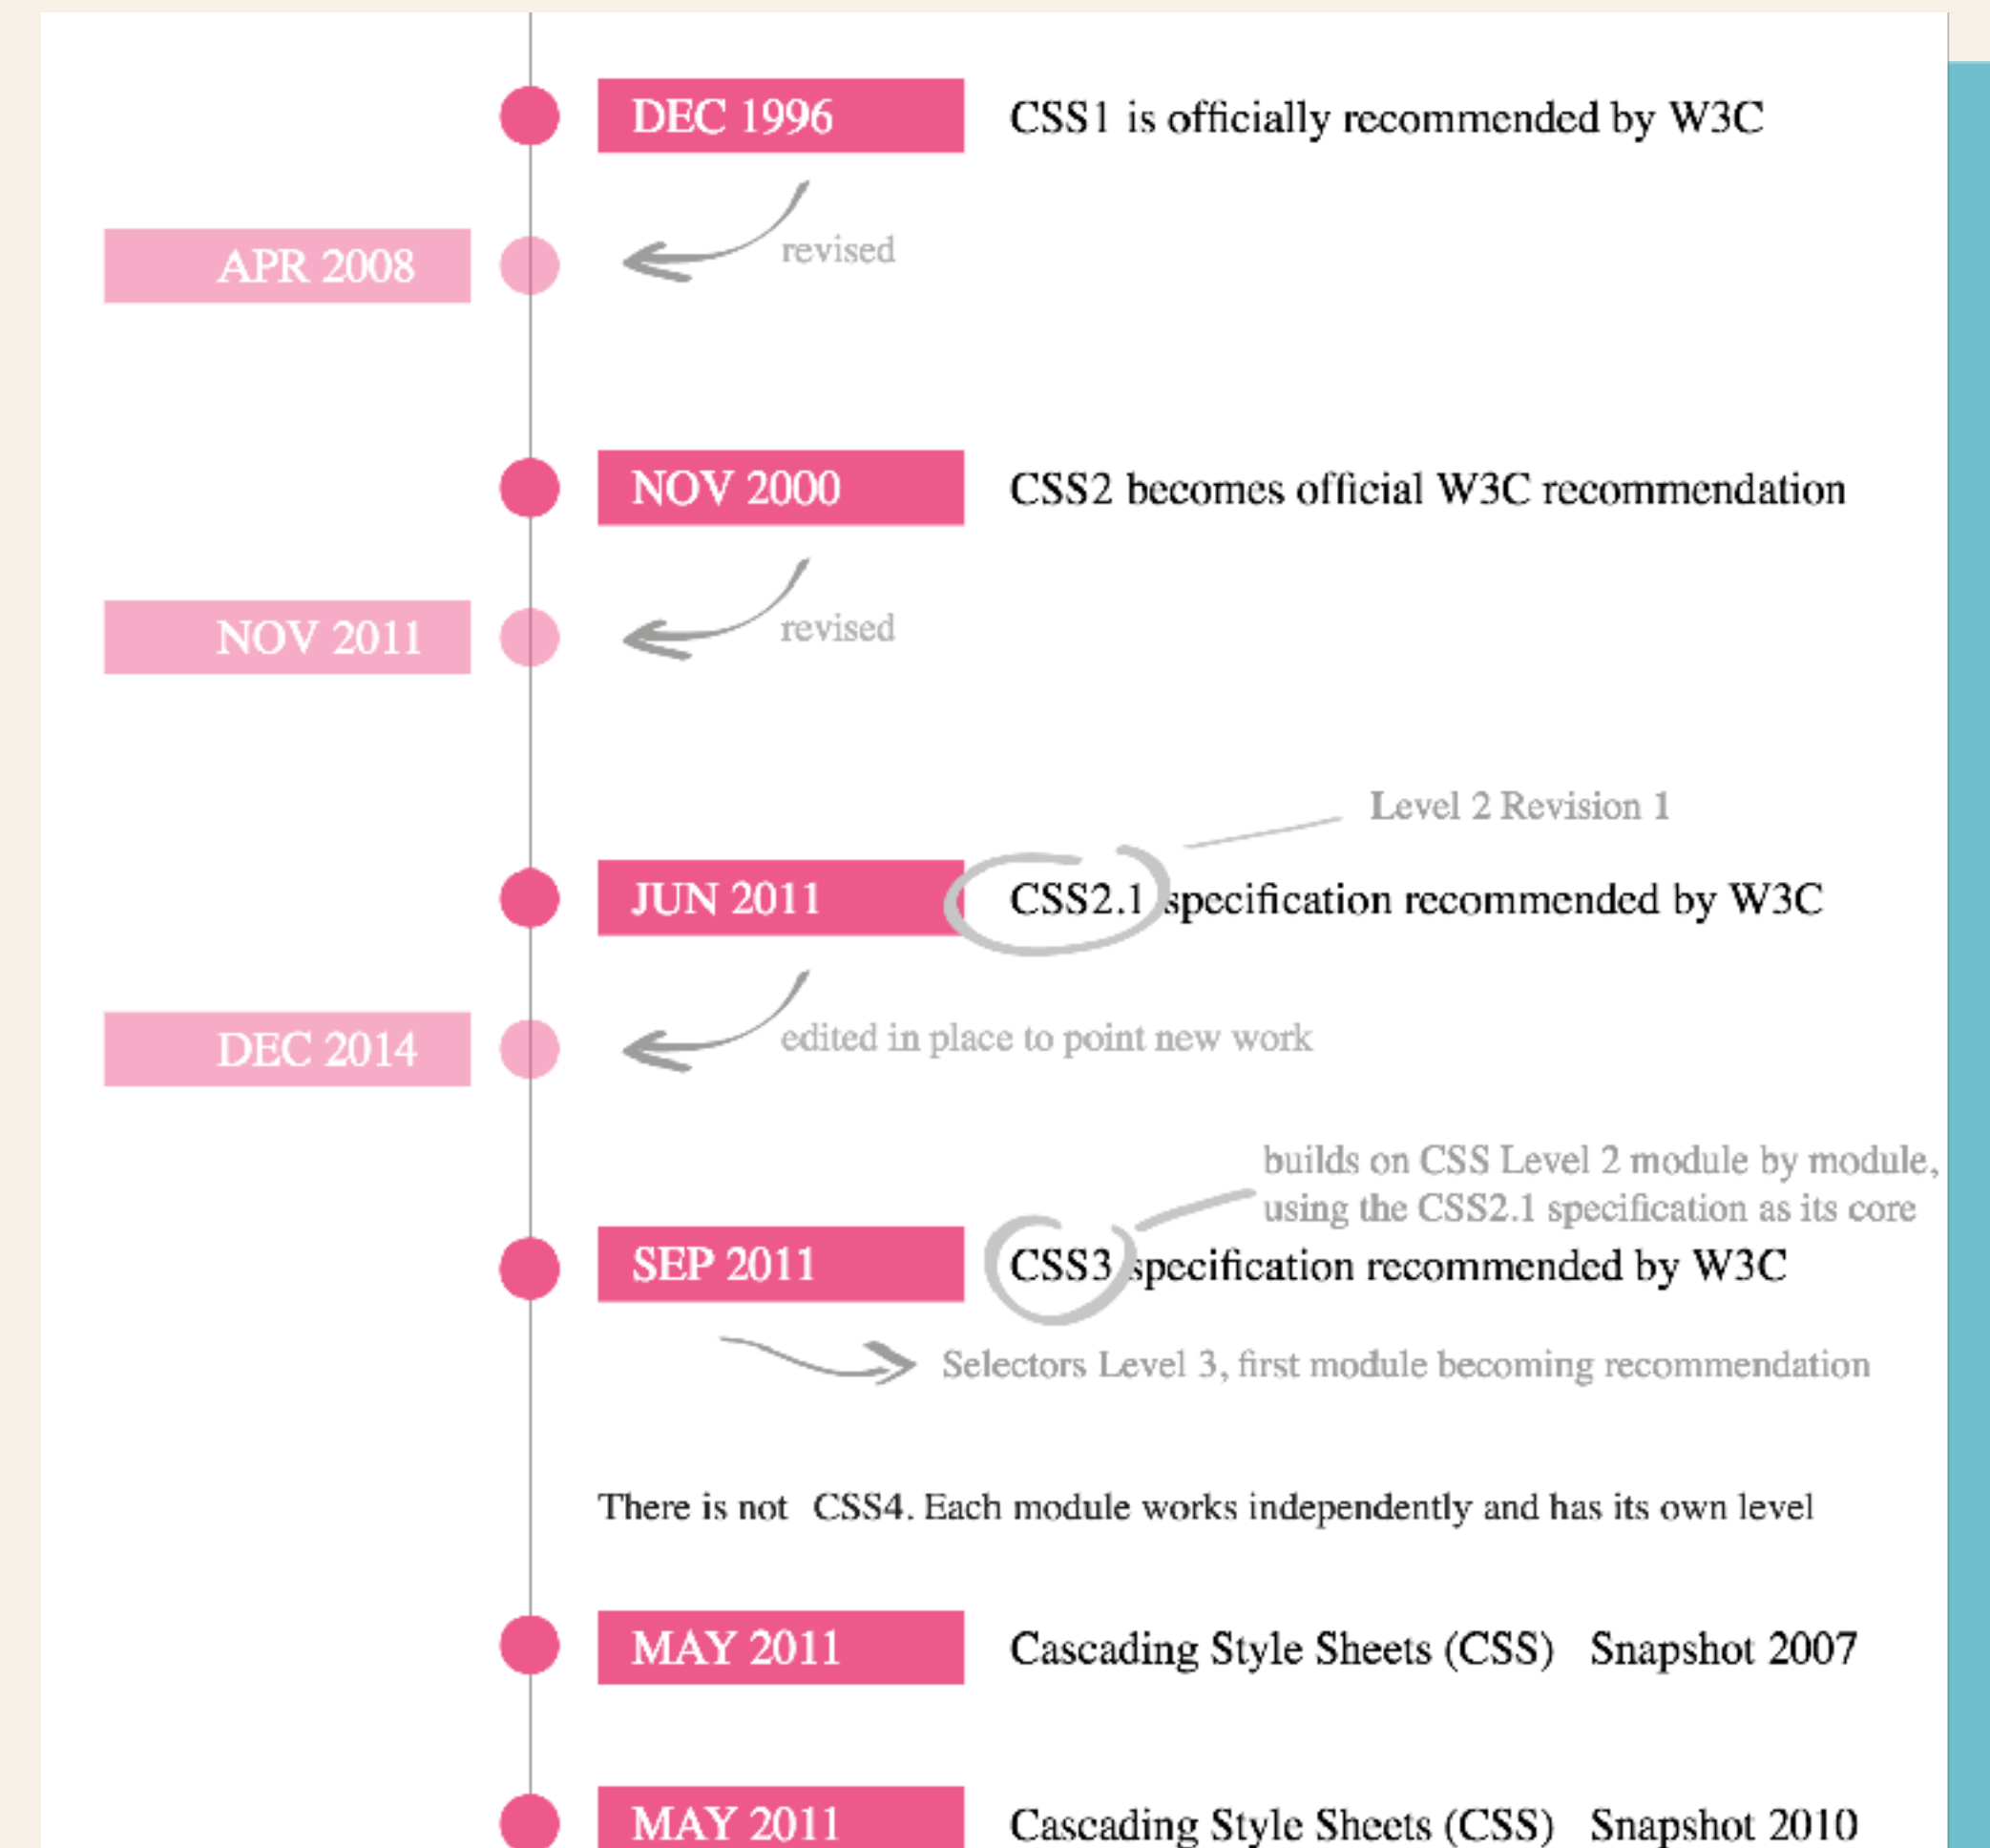 DEC 1996 CSS1 is officially recommended by W3C
revised
APR 2008
NOV 2000 CSS2 becomes official W3C recommendation
revised
NOV 2011
Level 2 Revision 1
JUN 2011 CSS2.1 specification recommended by W3C
edited in place to point new work
DEC 2014
builds on CSS Level 2 module by module,
using the CSS2.1 specification as its core
SEP 2011 CSS3 specification recommended by W3C
Selectors Level 3, first module becoming recommendation
There is not CSS4. Each module works independently and has its own level
MAY 2011 Cascading Style Sheets (CSS) Snapshot 2007
MAY 2011 Cascading Style Sheets (CSS) Snapshot 2010